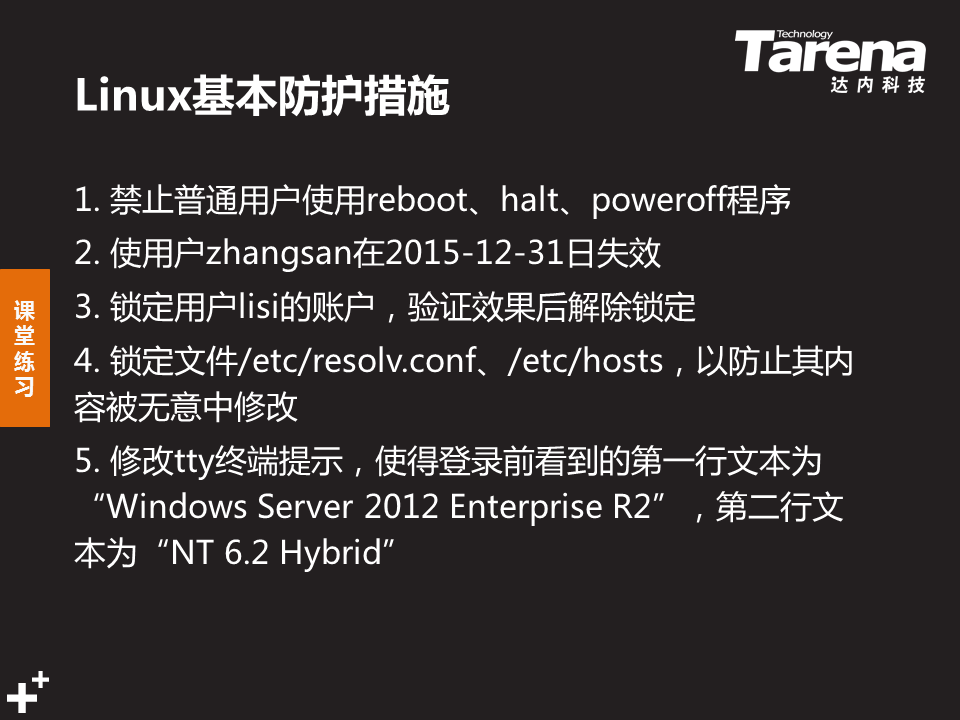 Technology
Tarena
达内科技
Linux基本防护措施
1. 禁止普通用户使用reboot、halt、poweroff程序
2. 使用户zhangsan在2015-12-31日失效
3. 锁定用户lisi的账户，验证效果后解除锁定
4. 锁定文件/etc/resolv.conf、/etc/hosts，以防止其内
容被无意中修改
5. 修改tty终端提示，使得登录前看到的第一行文本为
“Windows Server 2012 Enterprise R2”，第二行文
本为“NT 6.2 Hybrid”
课
堂
练
习